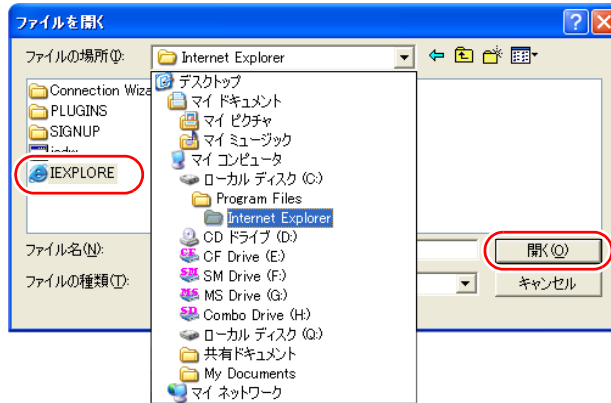 ファイルを開く
ファイルの場所(I):
Internet Explorer
Connection Wiza
PLUGINS
SIGNUP
IEXPLORE
デスクトップ
マイ ドキュメント
マイ ピクチャ
マイ ミュージック
マイ コンピュータ
ローカル ディスク (C:)
Program Files
Internet Explorer
CD ドライブ (D:)
CF Drive (E:)
SM Drive (F:)
MS Drive (G:)
Combo Drive (H:)
ローカル ディスク (Q:)
共有ドキュメント
My Documents
マイ ネットワーク
ファイル名(N):
開く(O)
ファイルの種類(T):
キャンセル